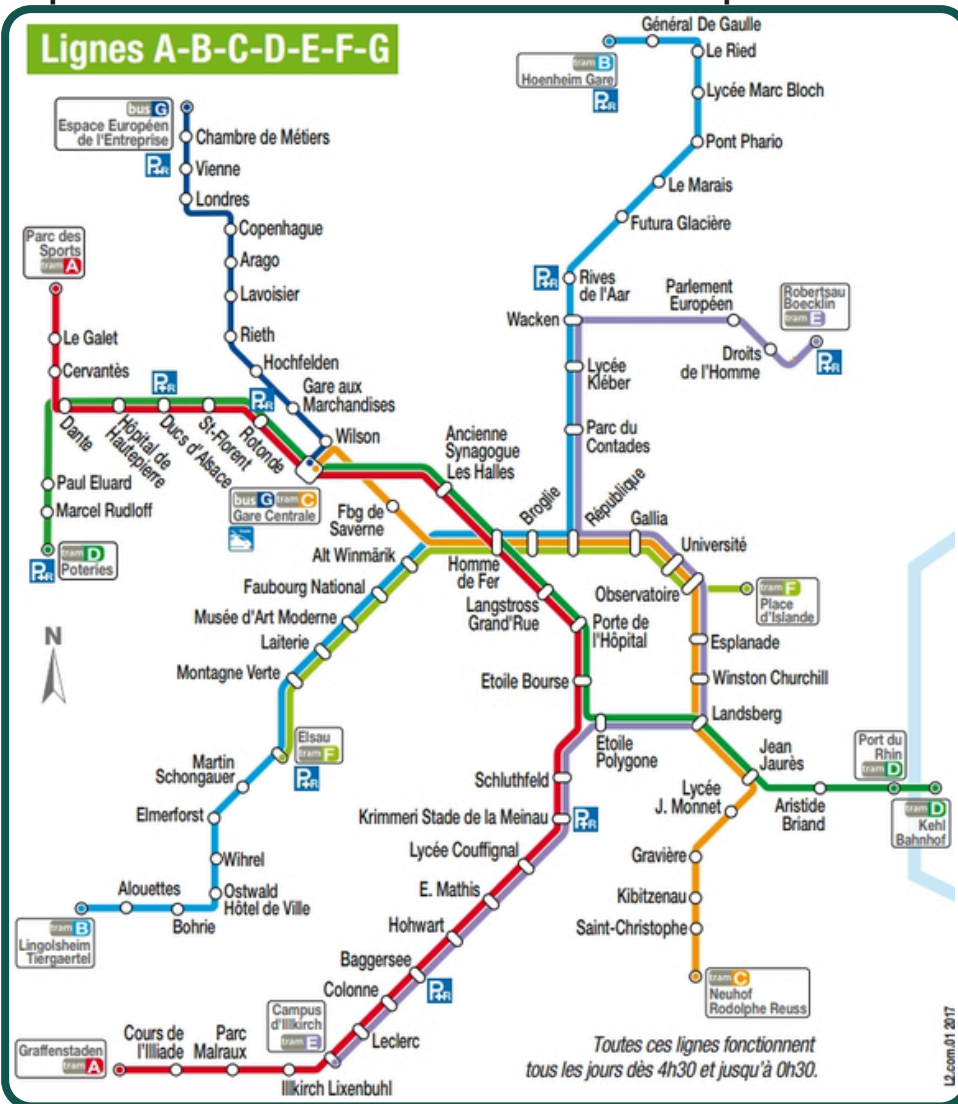 Lignes A-B-C-D-E-F-G
bus G
Espace Européen
de l'Entreprise
P+R
Chambre de Métiers
Vienne
Londres
Copenhague
Arago
Lavoisier
Rieth
Hochfelden
Gare aux
Marchandises
Wilson
Général De Gaulle
tram B
Hoenheim Gare
P+R
Le Ried
Lycée Marc Bloch
Pont Phario
Le Marais
Futura Glacière
P+R
Rives
de l'Aar
Wacken
Parlement
Européen
Robertsau
Boecklin
tram E
Droits
de l'Homme
P+R
Lycée
Kléber
Parc du
Contades
Parc des
Sports
tram A
Le Galet
Cervantès
Dante
Hôpital de
Hautepierre
P+R
Ducs d'Alsace
St-Florent
P+R
Rotonde
Paul Eluard
Marcel Rudloff
P+R
tram D
Poteries
bus G tram C
Gare Centrale
Ancienne
Synagogue
Les Halles
Fbg de
Saverne
Broglie
République
Gallia
Université
Homme
de Fer
Langstross
Grand'Rue
Observatoire
tram F
Place
d'Islande
Porte de
l'Hôpital
Esplanade
Winston Churchill
Alt Winmärik
Faubourg National
Musée d'Art Moderne
Laiterie
Montagne Verte
Etoile Bourse
Landsberg
Etoile
Polygone
Jean
Jaurès
Port du
Rhin
tram D
Aristide
Briand
tram D
Kehl
Bahnhof
N
Elsau
tram F
P+R
Martin
Schongauer
Elmerforst
Wihrel
Ostwald
Hôtel de Ville
Alouettes
Bohrie
tram B
Lingolsheim
Tiergaertel
Schluthfeld
Krimmeri Stade de la Meinau
P+R
Lycée Couffignal
E. Mathis
Hohwart
Baggersee
P+R
Colonne
Leclerc
Campus
d'Illkirch
tram E
Lycée
J. Monnet
Gravière
Kibitzenau
Saint-Christophe
tram C
Neuhof
Rodolphe Reuss
Graffenstaden
tram A
Cours de
l'Illiade
Parc
Malraux
Illkirch Lixenbuhl
Toutes ces lignes fonctionnent
tous les jours dès 4h30 et jusqu'à 0h30.
L2.com.01 2017